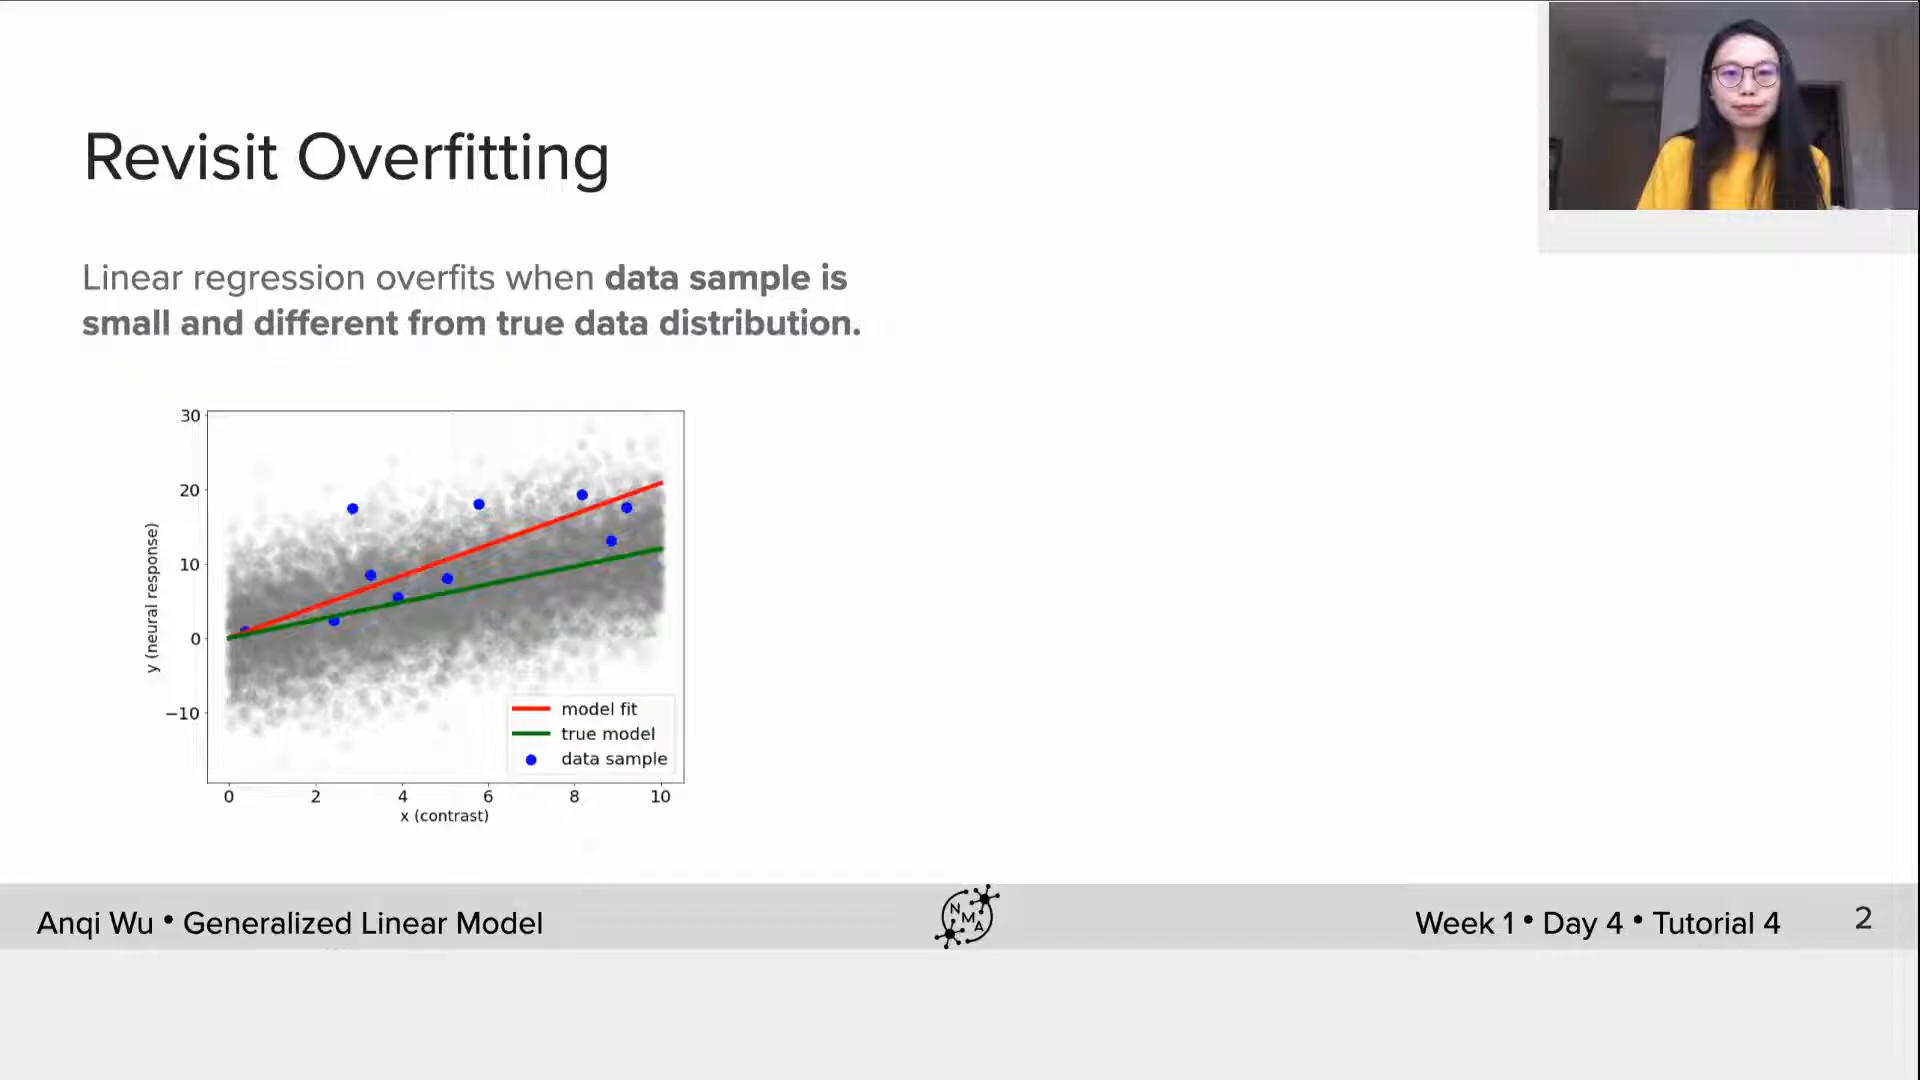 Revisit Overfitting
Linear regression overfits when data sample is
small and different from true data distribution.
30
20
10
0
−10
y (neural response)
model fit
true model
data sample
0 2 4 6 8 10
x (contrast)
Anqi Wu • Generalized Linear Model
N
M
A
Week 1 • Day 4 • Tutorial 4
2